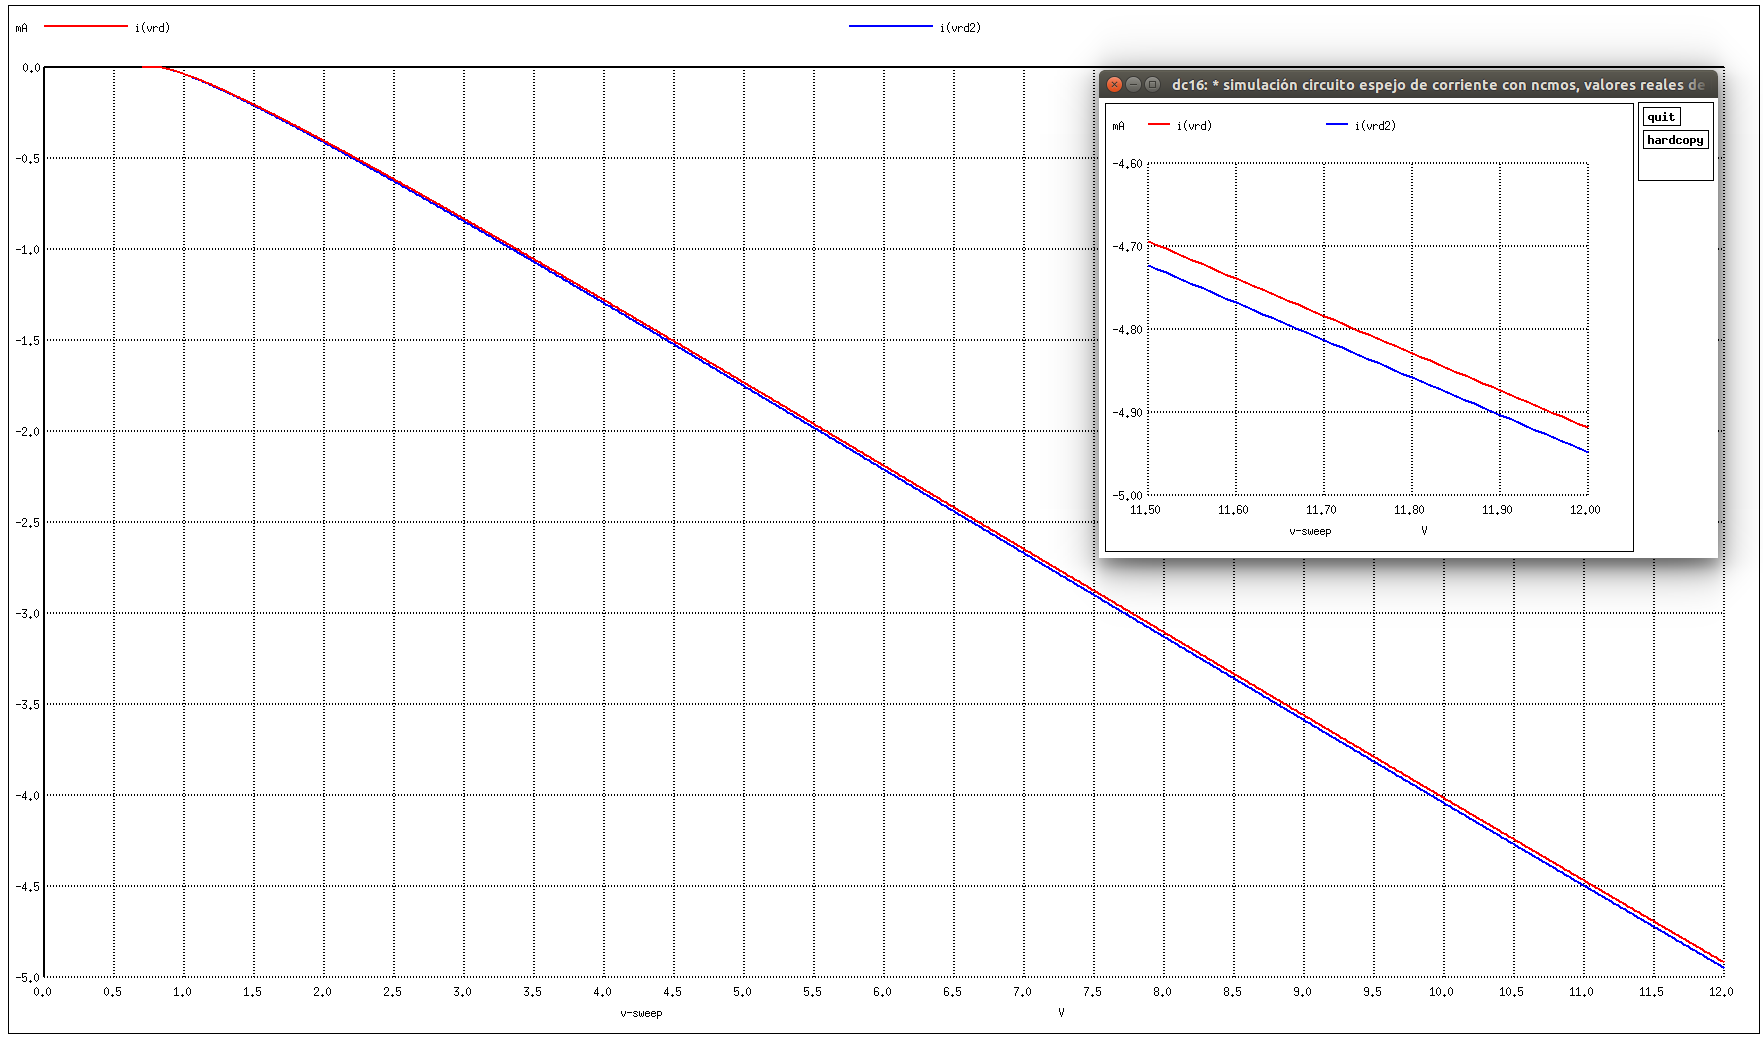 mA i(vrd) i(vrd2)
0.0
-0.5
-1.0
-1.5
-2.0
-2.5
-3.0
-3.5
-4.0
-4.5
-5.0
0.0 0.5 1.0 1.5 2.0 2.5 3.0 3.5 4.0 4.5 5.0 5.5 6.0 6.5 7.0 7.5 8.0 8.5 9.0 9.5 10.0 10.5 11.0 11.5 12.0
v-sweep V
dc16: * simulación circuito espejo de corriente con ncmos, valores reales de
mA i(vrd) i(vrd2)
-4.60
-4.70
-4.80
-4.90
-5.00
11.50 11.60 11.70 11.80 11.90 12.00
v-sweep V
quit
hardcopy